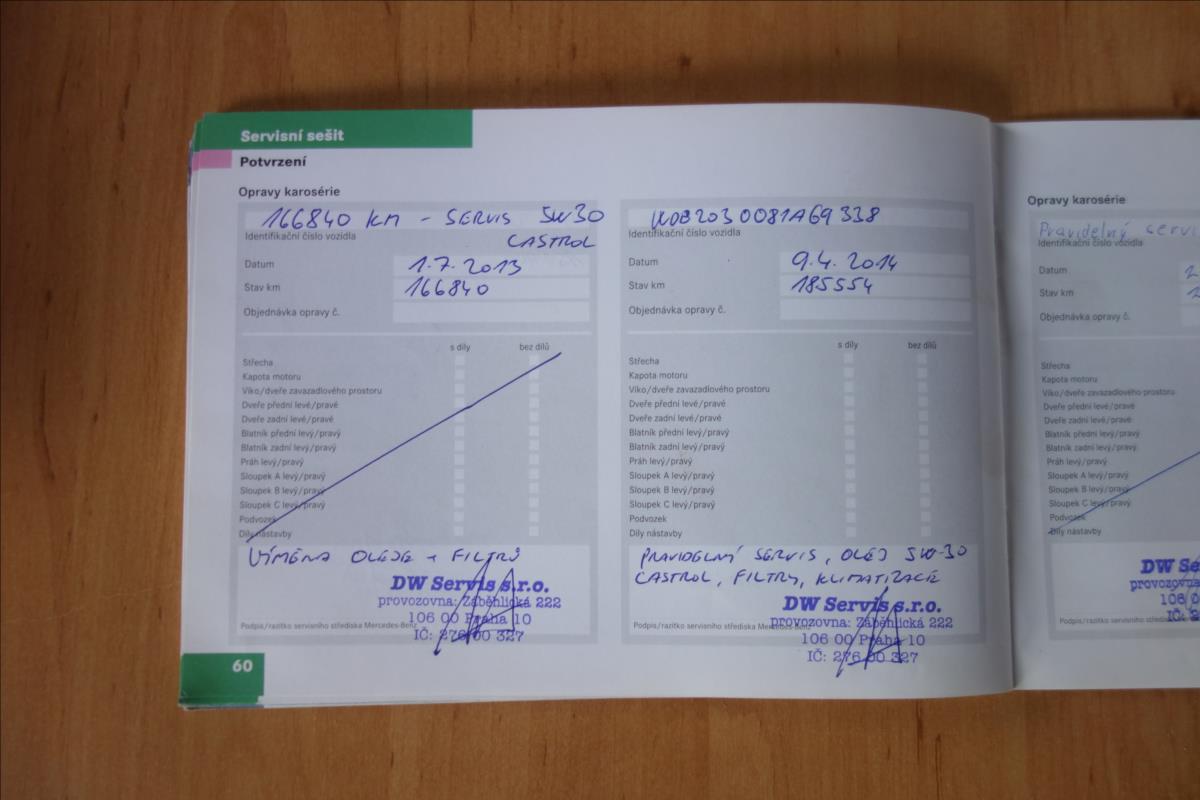 Servisní sešit
Potvrzení
Opravy karosérie
166840 KM - SERVIS 5W30
Identifikační číslo vozidla
CASTROL
Datum 1.7.2013
Stav km 166840
Objednávka opravy č.
s díly bez dílů
Střecha
Kapota motoru
Víko/dveře zavazadlového prostoru
Dveře přední levé/pravé
Dveře zadní levé/pravé
Blatník přední levý/pravý
Blatník zadní levý/pravý
Práh levý/pravý
Sloupek A levý/pravý
Sloupek B levý/pravý
Sloupek C levý/pravý
Podvozek
Díly nástavby
VÝMĚNA OLEJE + FILTRŮ
DW Servis s.r.o.
provozovna: Záběhlická 222
106 00 Praha 10
Podpis/razítko servisního střediska Mercedes-Benz
IČ: 276 00 327
60
WDB2030081A69338
Identifikační číslo vozidla
Datum 9.4.2014
Stav km 185554
Objednávka opravy č.
s díly bez dílů
Střecha
Kapota motoru
Víko/dveře zavazadlového prostoru
Dveře přední levé/pravé
Dveře zadní levé/pravé
Blatník přední levý/pravý
Blatník zadní levý/pravý
Práh levý/pravý
Sloupek A levý/pravý
Sloupek B levý/pravý
Sloupek C levý/pravý
Podvozek
Díly nástavby
PRAVIDELNÝ SERVIS, OLEJ 5W-30
CASTROL, FILTRY, KLIMATIZACE
DW Servis s.r.o.
provozovna: Záběhlická 222
106 00 Praha 10
Podpis/razítko servisního střediska Mercedes-Benz
IČ: 276 00 327
Opravy karosérie
Pravidelný servi
Identifikační číslo vozidla
Datum
Stav km
Objednávka opravy č.
Střecha
Kapota motoru
Víko/dveře zavazadlového prostoru
Dveře přední levé/pravé
Dveře zadní levé/pravé
Blatník přední levý/pravý
Blatník zadní levý/pravý
Práh levý/pravý
Sloupek A levý/pravý
Sloupek B levý/pravý
Sloupek C levý/pravý
Podvozek
Díly nástavby
DW Se
provozovna
106 0
Podpis/razítko servisního střediska